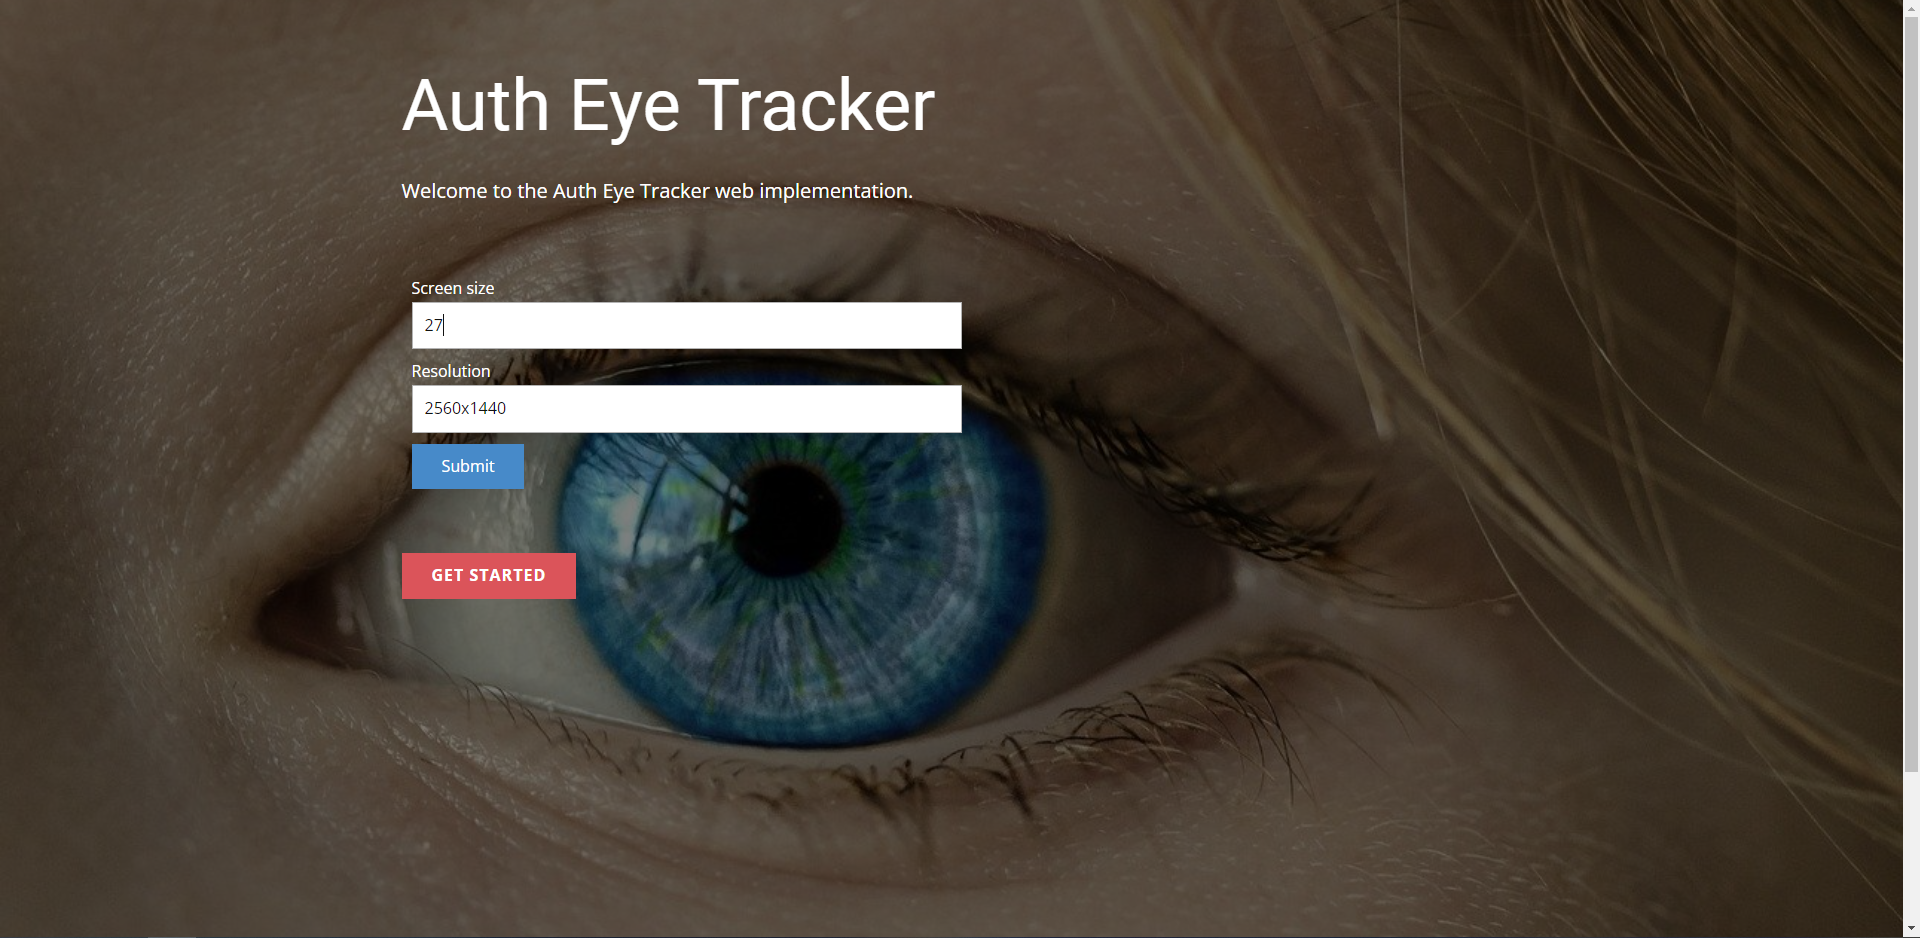 Auth Eye Tracker
Welcome to the Auth Eye Tracker web implementation.
Screen size
27
Resolution
2560x1440
Submit
GET STARTED